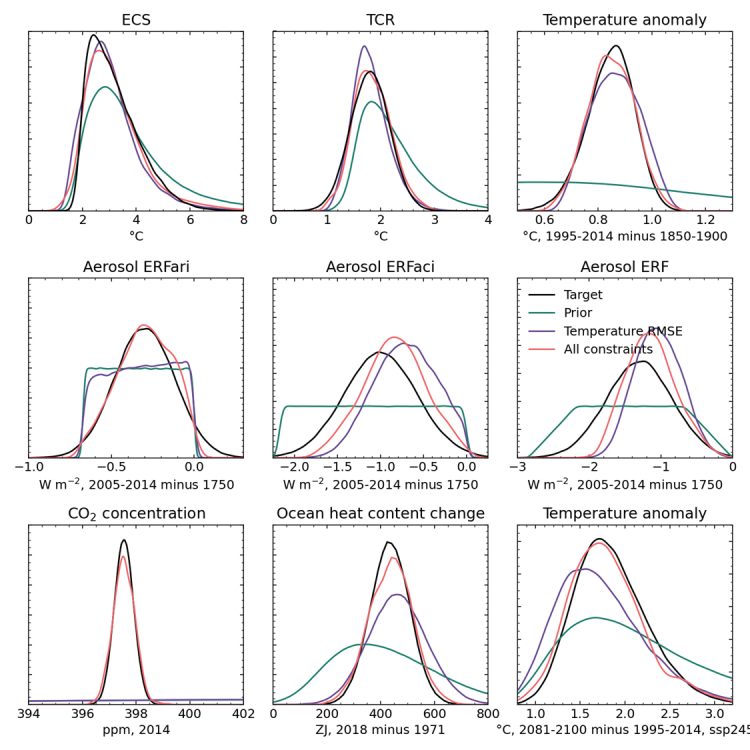 ECS
TCR
Temperature anomaly
0 2 4 6 8
0 1 2 3 4
0.6 0.8 1.0 1.2
°C
°C
°C, 1995-2014 minus 1850-1900
Aerosol ERFari
Aerosol ERFaci
Aerosol ERF
Target
Prior
Temperature RMSE
All constraints
−1.0 −0.5 0.0
−2.0 −1.5 −1.0 −0.5 0.0
−3 −2 −1 0
W m⁻², 2005-2014 minus 1750
W m⁻², 2005-2014 minus 1750
W m⁻², 2005-2014 minus 1750
CO₂ concentration
Ocean heat content change
Temperature anomaly
394 396 398 400 402
0 200 400 600 800
1.0 1.5 2.0 2.5 3.0
ppm, 2014
ZJ, 2018 minus 1971
°C, 2081-2100 minus 1995-2014, ssp245